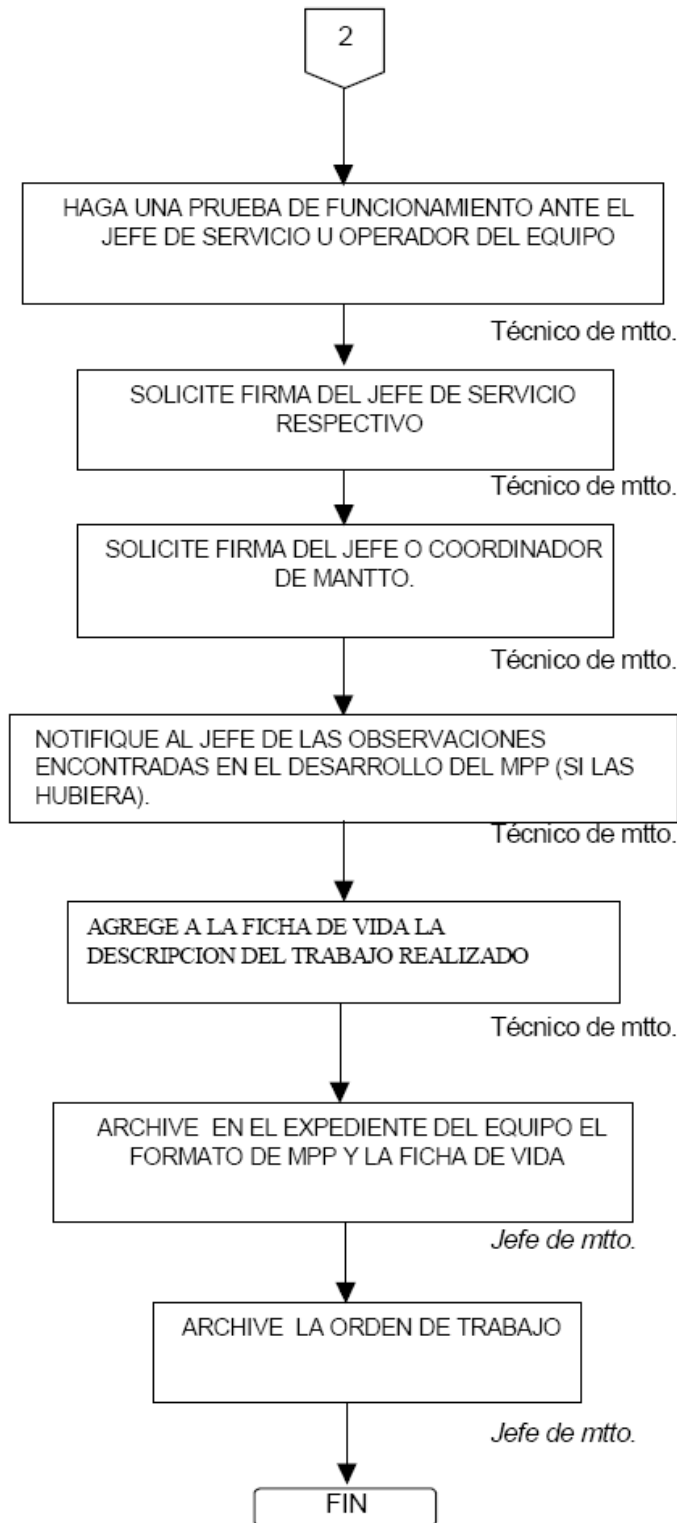 2
HAGA UNA PRUEBA DE FUNCIONAMIENTO ANTE EL
JEFE DE SERVICIO U OPERADOR DEL EQUIPO
Técnico de mtto.
SOLICITE FIRMA DEL JEFE DE SERVICIO
RESPECTIVO
Técnico de mtto.
SOLICITE FIRMA DEL JEFE O COORDINADOR
DE MANTTO.
Técnico de mtto.
NOTIFIQUE AL JEFE DE LAS OBSERVACIONES
ENCONTRADAS EN EL DESARROLLO DEL MPP (SI LAS
HUBIERA).
Técnico de mtto.
AGREGE A LA FICHA DE VIDA LA
DESCRIPCION DEL TRABAJO REALIZADO
Técnico de mtto.
ARCHIVE EN EL EXPEDIENTE DEL EQUIPO EL
FORMATO DE MPP Y LA FICHA DE VIDA
Jefe de mtto.
ARCHIVE LA ORDEN DE TRABAJO
Jefe de mtto.
FIN